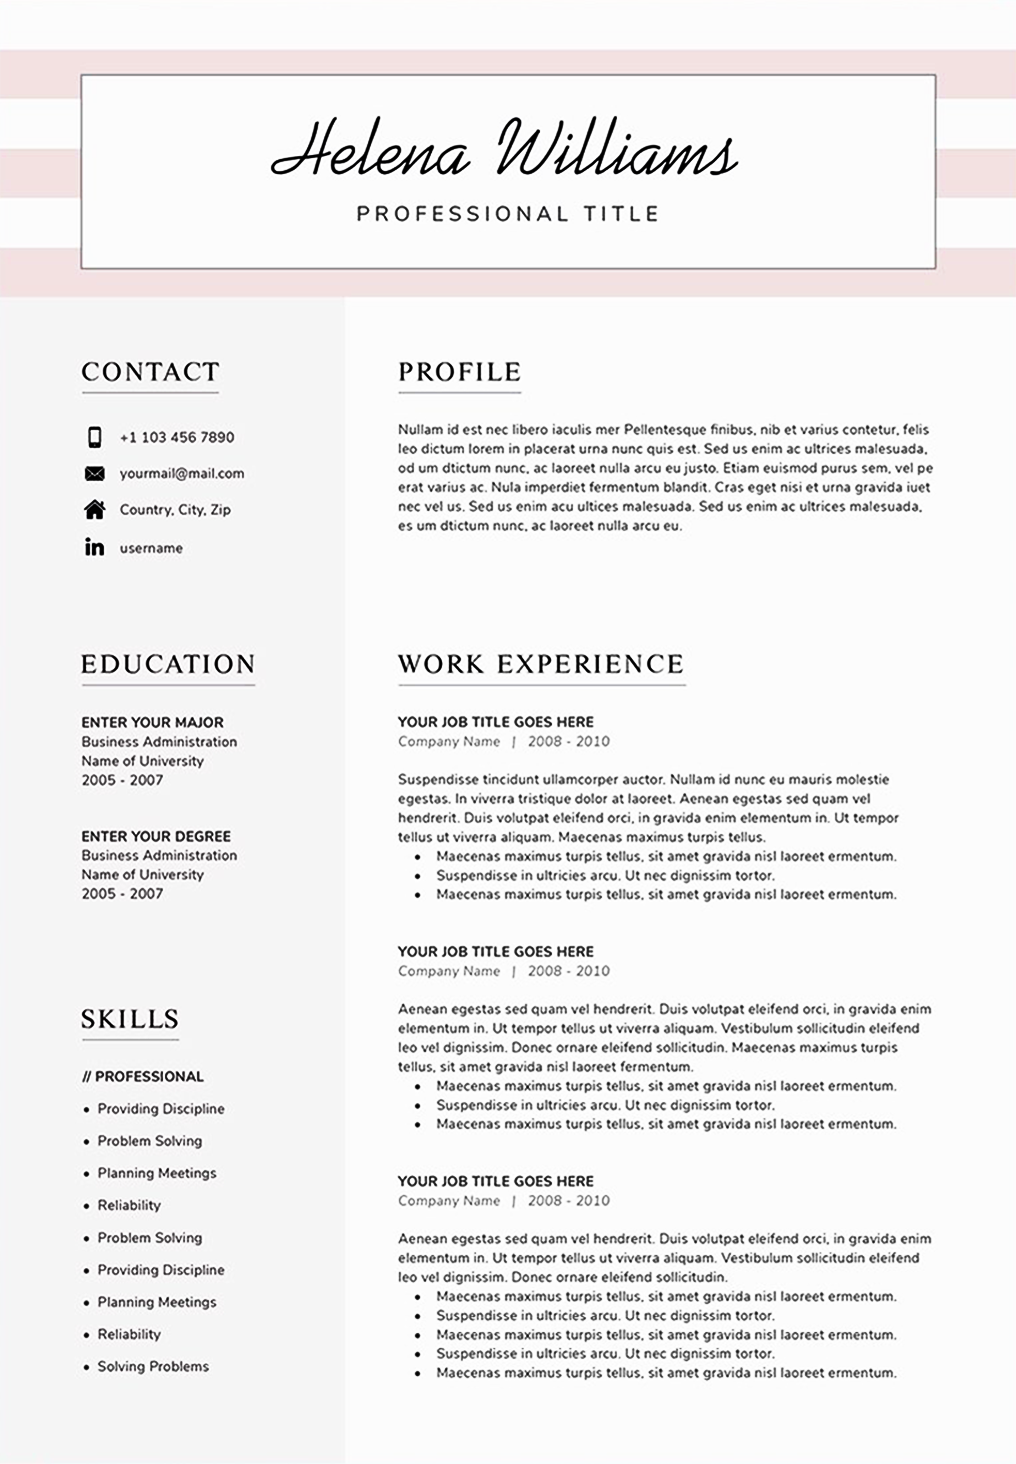 Helena Williams
PROFESSIONAL TITLE
CONTACT
+1 103 456 7890
yourmail@mail.com
Country, City, Zip
in username
EDUCATION
ENTER YOUR MAJOR
Business Administration
Name of University
2005 - 2007
ENTER YOUR DEGREE
Business Administration
Name of University
2005 - 2007
SKILLS
// PROFESSIONAL
• Providing Discipline
• Problem Solving
• Planning Meetings
• Reliability
• Problem Solving
• Providing Discipline
• Planning Meetings
• Reliability
• Solving Problems
PROFILE
Nullam id est nec libero iaculis mer Pellentesque finibus, nib et varius contetur, felis
leo dictum lorem in placerat urna nunc quis est. Sed us enim ac ultrices malesuada,
od um dtictum nunc, ac laoreet nulla arcu eu justo. Etiam euismod purus sem, vel pe
erat varius ac. Nula imperdiet fermentum blandit. Cras eget nisi et urna gravida iuet
nec vel us. Sed us enim acu ultices malesuada. Sed us enim ac ultrices malesuada,
es um dtictum nunc, ac laoreet nulla arcu eu.
WORK EXPERIENCE
YOUR JOB TITLE GOES HERE
Company Name | 2008 - 2010
Suspendisse tincidunt ullamcorper auctor. Nullam id nunc eu mauris molestie
egestas. In viverra tristique dolor at laoreet. Aenean egestas sed quam vel
hendrerit. Duis volutpat eleifend orci, in gravida enim elementum in. Ut tempor
tellus ut viverra aliquam. Maecenas maximus turpis tellus.
• Maecenas maximus turpis tellus, sit amet gravida nisl laoreet ermentum.
• Suspendisse in ultricies arcu. Ut nec dignissim tortor.
• Maecenas maximus turpis tellus, sit amet gravida nisl laoreet ermentum.
YOUR JOB TITLE GOES HERE
Company Name | 2008 - 2010
Aenean egestas sed quam vel hendrerit. Duis volutpat eleifend orci, in gravida enim
elementum in. Ut tempor tellus ut viverra aliquam. Vestibulum sollicitudin eleifend
leo vel dignissim. Donec ornare eleifend sollicitudin. Maecenas maximus turpis
tellus, sit amet gravida nisl laoreet fermentum.
• Maecenas maximus turpis tellus, sit amet gravida nisl laoreet ermentum.
• Suspendisse in ultricies arcu. Ut nec dignissim tortor.
• Maecenas maximus turpis tellus, sit amet gravida nisl laoreet ermentum.
YOUR JOB TITLE GOES HERE
Company Name | 2008 - 2010
Aenean egestas sed quam vel hendrerit. Duis volutpat eleifend orci, in gravida enim
elementum in. Ut tempor tellus ut viverra aliquam. Vestibulum sollicitudin eleifend
leo vel dignissim. Donec ornare eleifend sollicitudin.
• Maecenas maximus turpis tellus, sit amet gravida nisl laoreet ermentum.
• Suspendisse in ultricies arcu. Ut nec dignissim tortor.
• Maecenas maximus turpis tellus, sit amet gravida nisl laoreet ermentum.
• Suspendisse in ultricies arcu. Ut nec dignissim tortor.
• Maecenas maximus turpis tellus, sit amet gravida nisl laoreet ermentum.